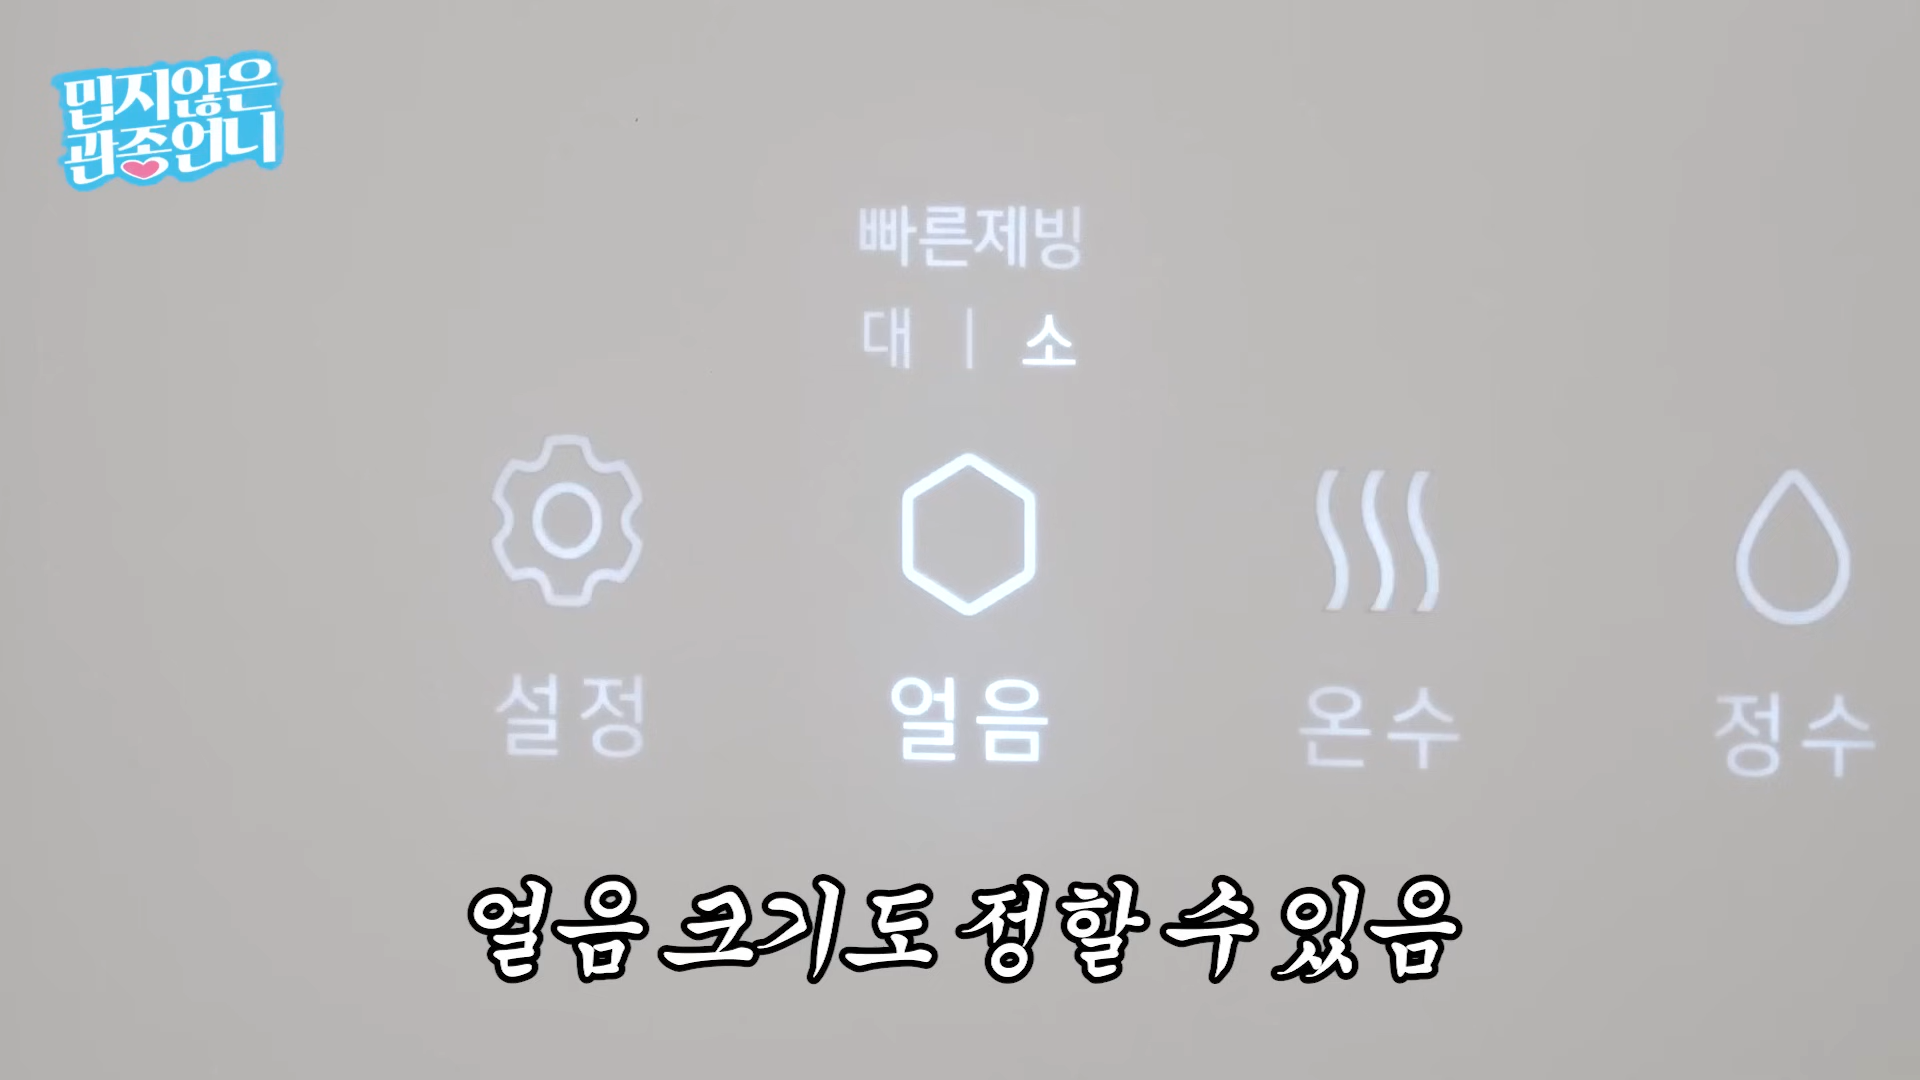 밉지않은
관종언니
빠른제빙
대 | 소
설정 얼음 온수 정수
얼음 크기도 정할 수 있음